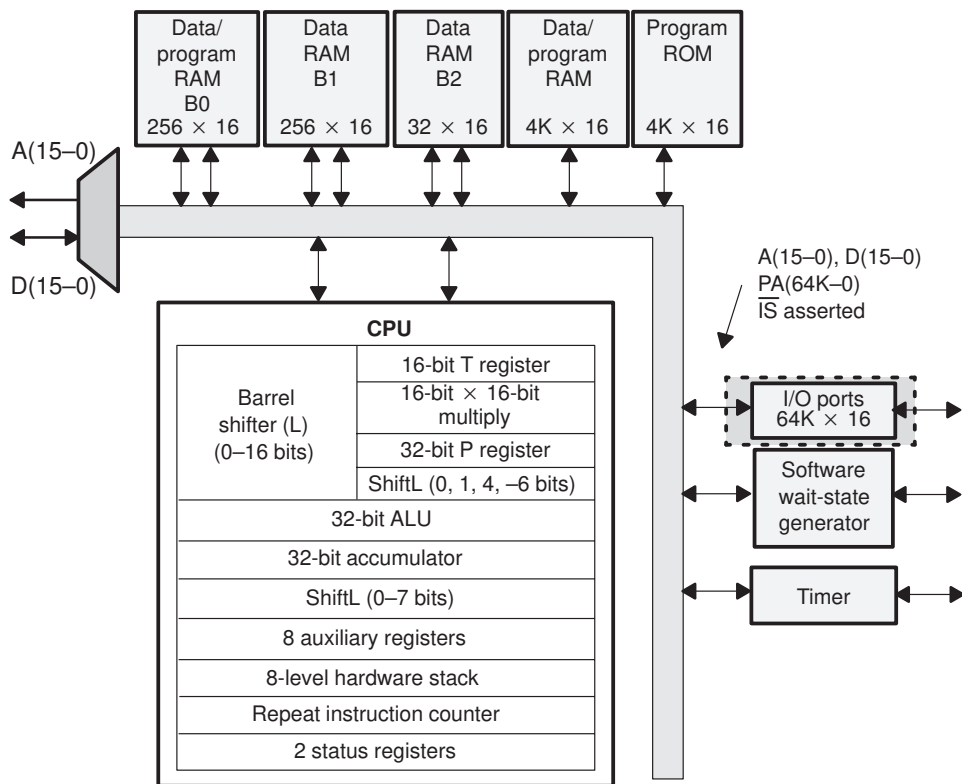 Data/
program
RAM
B0
256 × 16
Data
RAM
B1
256 × 16
Data
RAM
B2
32 × 16
Data/
program
RAM
4K × 16
Program
ROM
4K × 16
A(15–0)
D(15–0)
A(15–0), D(15–0)
PA(64K–0)
IS asserted
CPU
Barrel
shifter (L)
(0–16 bits)
16-bit T register
16-bit × 16-bit
multiply
32-bit P register
ShiftL (0, 1, 4, –6 bits)
32-bit ALU
32-bit accumulator
ShiftL (0–7 bits)
8 auxiliary registers
8-level hardware stack
Repeat instruction counter
2 status registers
I/O ports
64K × 16
Software
wait-state
generator
Timer